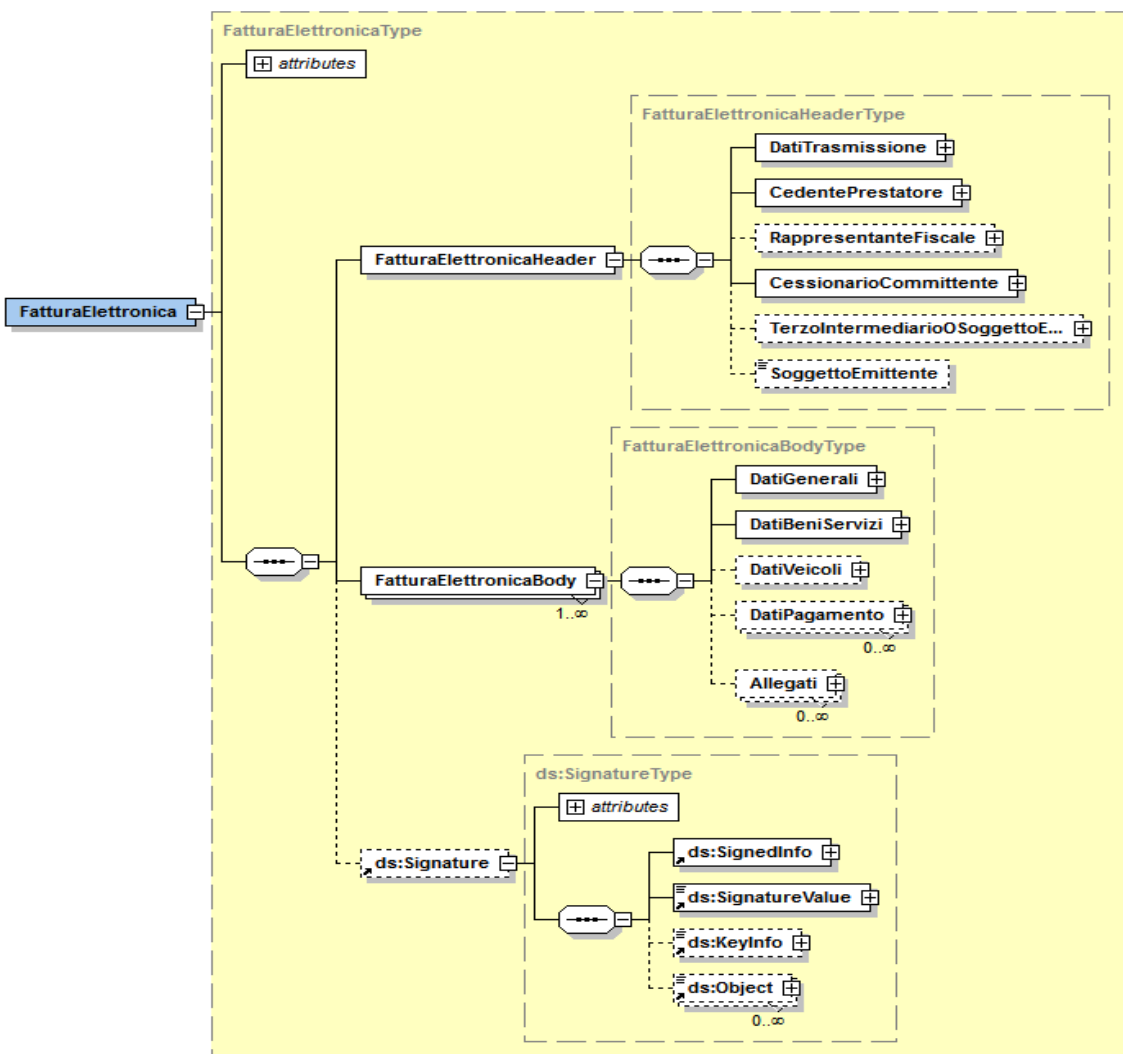 FatturaElettronicaType
attributes
FatturaElettronicaHeaderType
DatiTrasmissione
CedentePrestatore
RappresentanteFiscale
FatturaElettronicaHeader
CessionarioCommittente
FatturaElettronica
TerzoIntermediarioOSoggettoE...
SoggettoEmittente
FatturaElettronicaBodyType
DatiGenerali
DatiBeniServizi
DatiVeicoli
FatturaElettronicaBody
1..∞
DatiPagamento
0..∞
Allegati
0..∞
ds:SignatureType
attributes
ds:Signature
ds:SignedInfo
ds:SignatureValue
ds:KeyInfo
ds:Object
0..∞